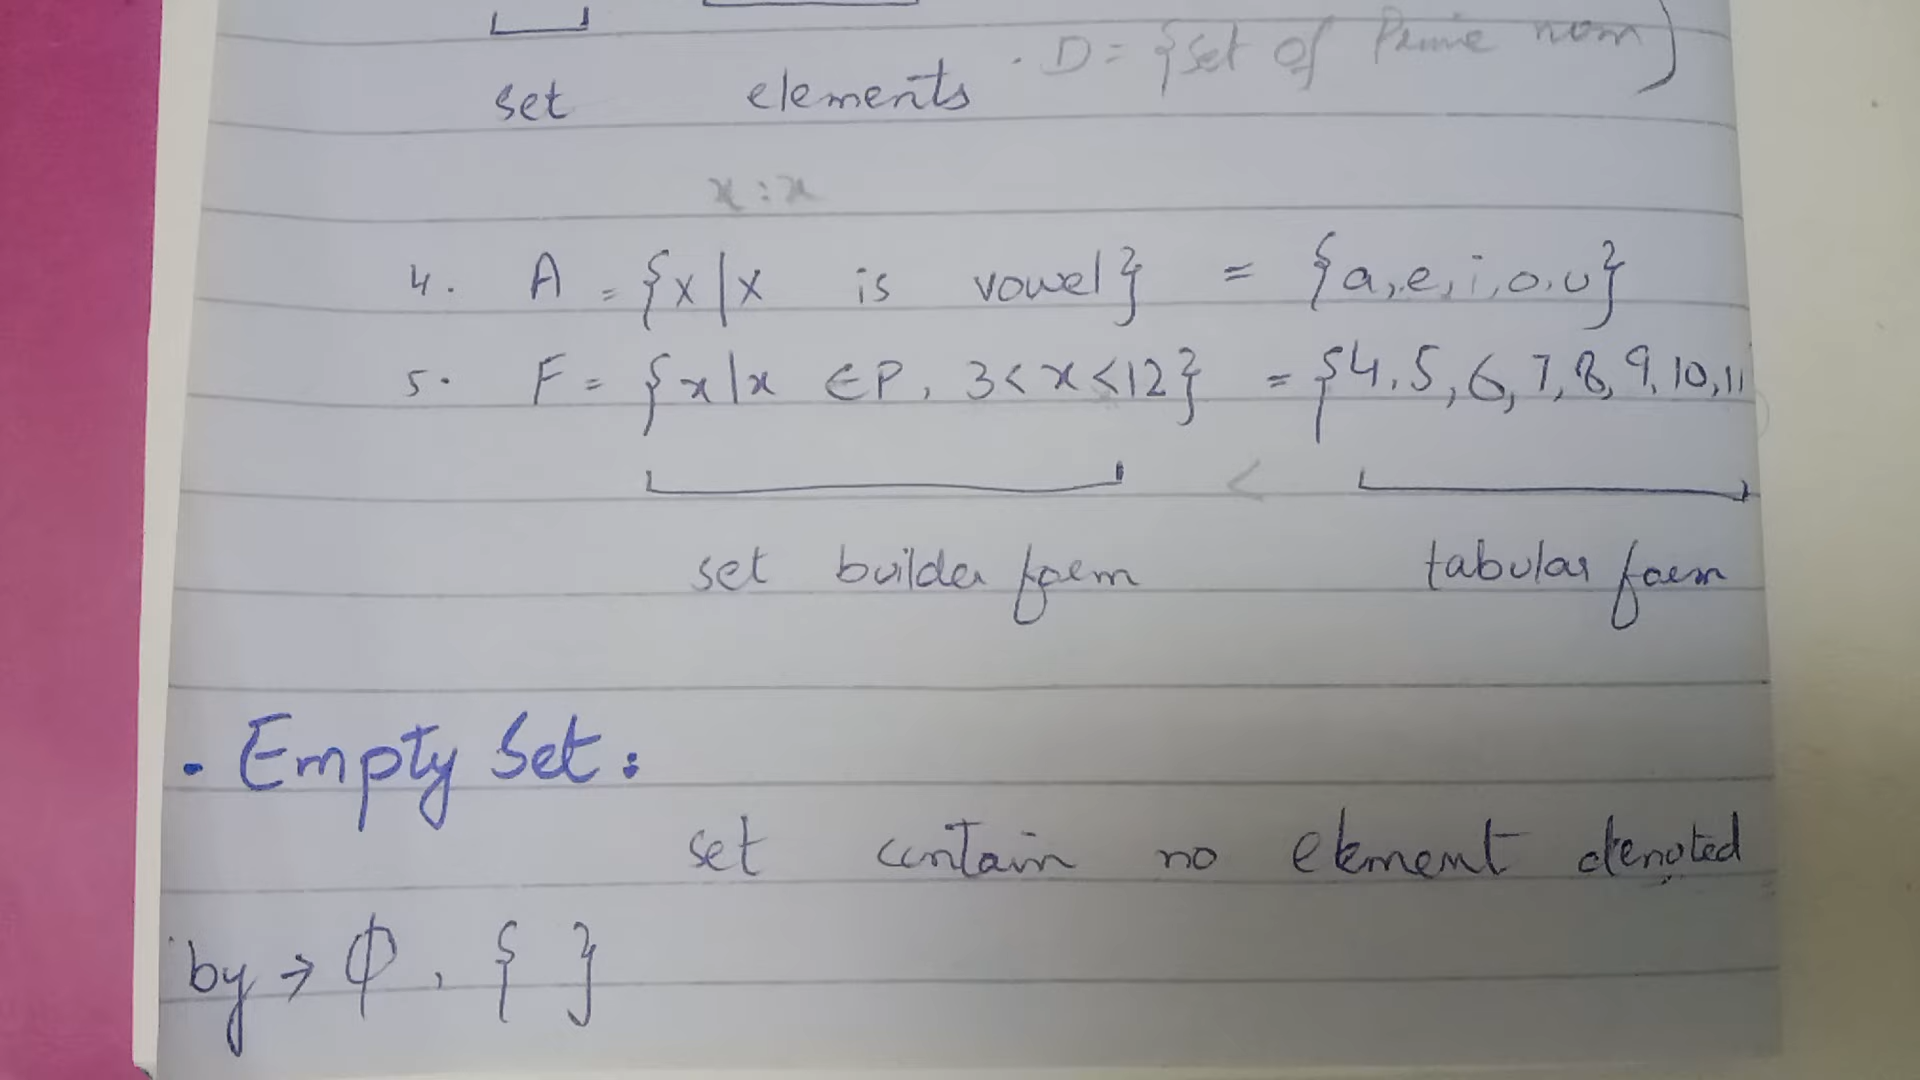 · D = {set of Prime num}
set elements
x : x
4. A = {x|x is vowel} = {a,e,i,o,u}
5. F = {x|x ∈P, 3<x<12} = {4,5,6,7,8,9,10,11
<
set builder form tabular form
· Empty Set :
set contain no element denoted
by → Φ, { }